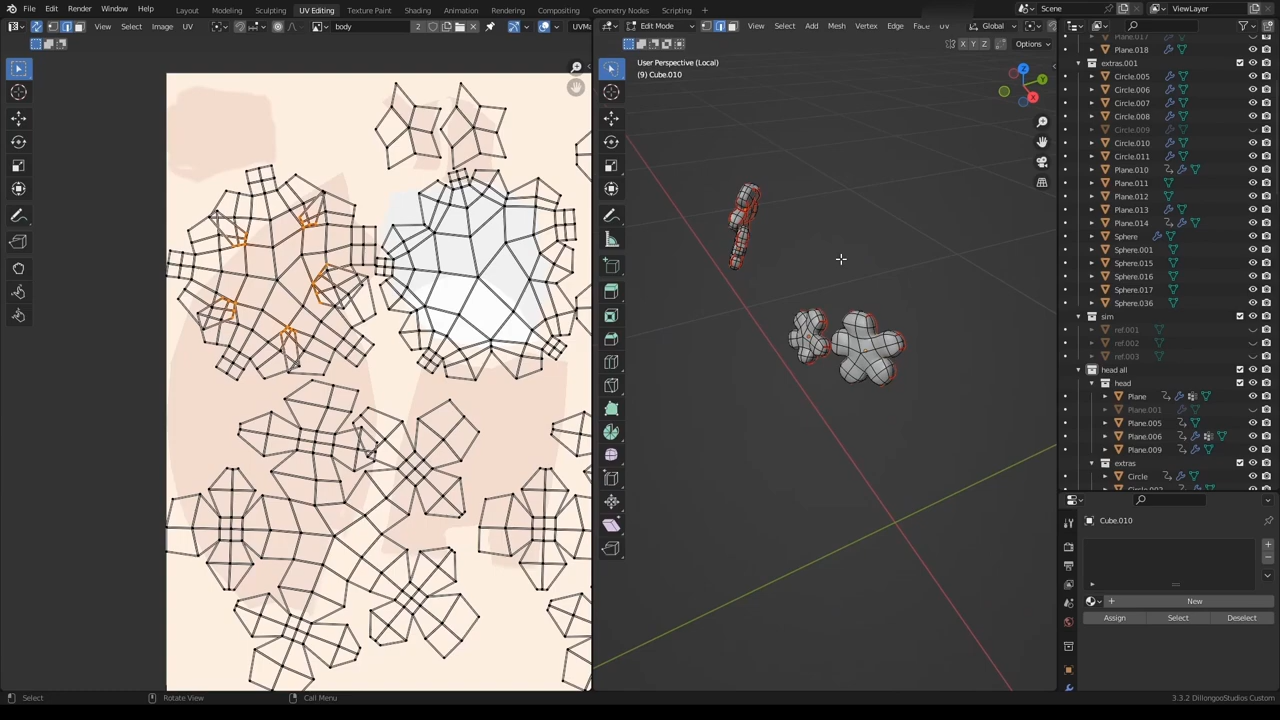 File Edit Render Window Help Layout Modeling Sculpting UV Editing Texture Paint Shading Animation Rendering Compositing Geometry Nodes Scripting + Scene ViewLayer
View Select Image UV body 2 UVMa Edit Mode View Select Add Mesh Vertex Edge Face UV Global
X Y Z Options
User Perspective (Local)
(9) Cube.010
Z
Y
X
Plane.017
Plane.018
extras.001
Circle.005
Circle.006
Circle.007
Circle.008
Circle.009
Circle.010
Circle.011
Plane.010
Plane.011
Plane.012
Plane.013
Plane.014
Sphere
Sphere.001
Sphere.015
Sphere.016
Sphere.017
Sphere.036
sim
ref.001
ref.002
ref.003
head all
head
Plane
Plane.001
Plane.005
Plane.006
Plane.009
extras
Circle
Cube.010
New
Assign Select Deselect
Select Rotate View Call Menu 3.3.2 DillongooStudios Custom